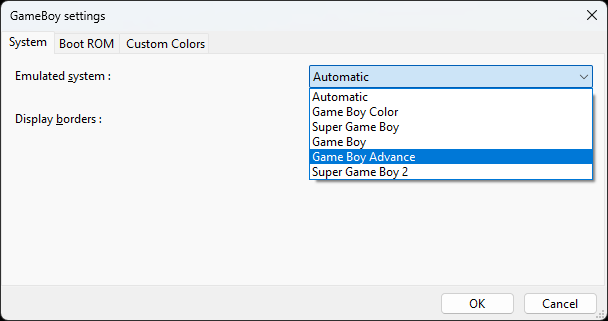 GameBoy settings
System Boot ROM Custom Colors
Emulated system : Automatic
Automatic
Game Boy Color
Display borders : Super Game Boy
Game Boy
Game Boy Advance
Super Game Boy 2
OK Cancel